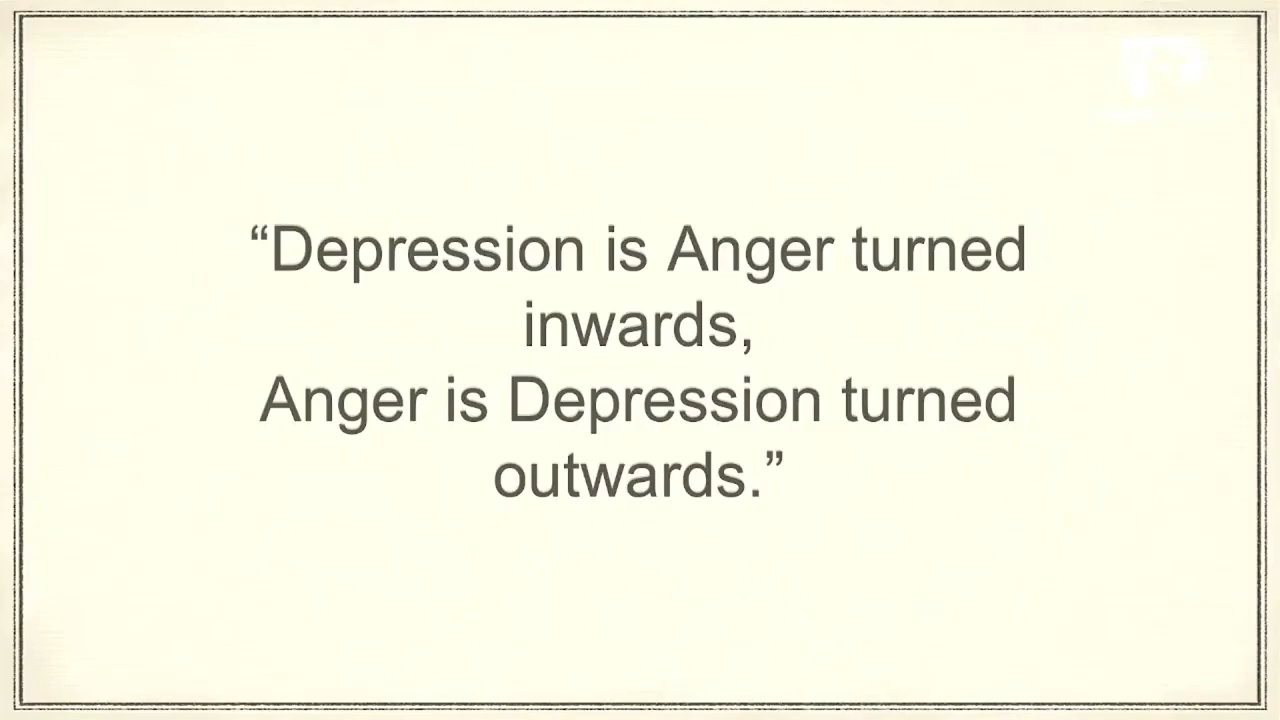 “Depression is Anger turned
inwards,
Anger is Depression turned
outwards.”